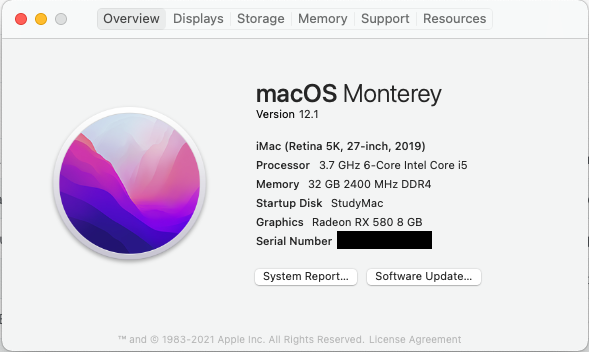 Overview Displays Storage Memory Support Resources
macOS Monterey
Version 12.1
iMac (Retina 5K, 27-inch, 2019)
Processor 3.7 GHz 6-Core Intel Core i5
Memory 32 GB 2400 MHz DDR4
Startup Disk StudyMac
Graphics Radeon RX 580 8 GB
Serial Number
System Report... Software Update...
™ and © 1983-2021 Apple Inc. All Rights Reserved. License Agreement